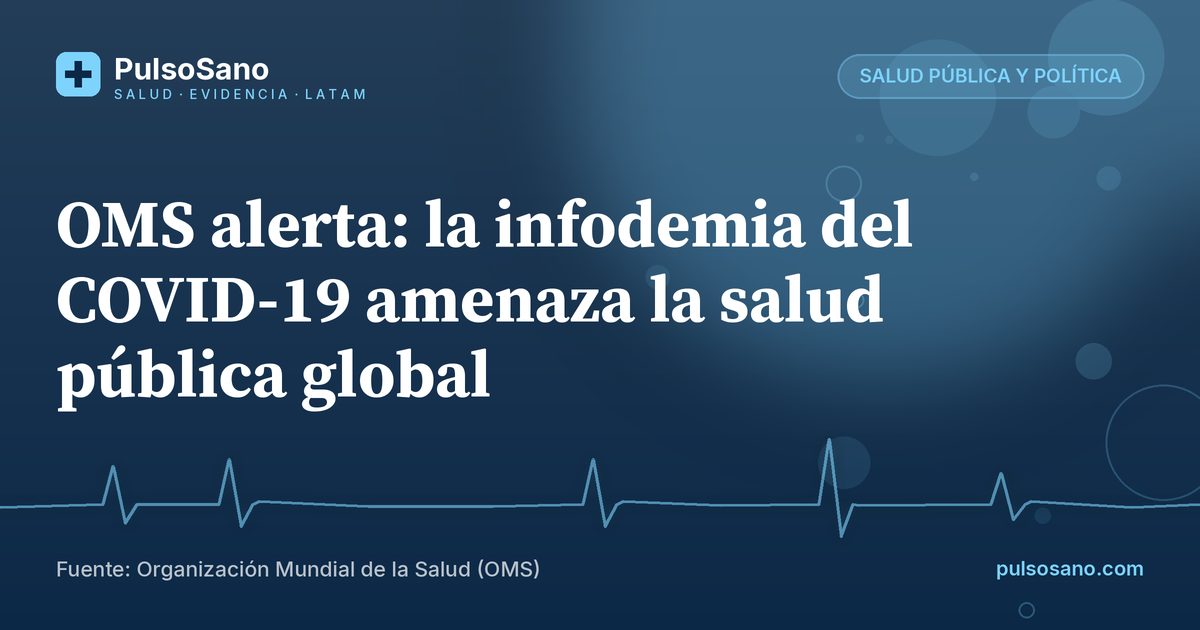 PulsoSano
SALUD · EVIDENCIA · LATAM
SALUD PÚBLICA Y POLÍTICA
OMS alerta: la infodemia del
COVID-19 amenaza la salud
pública global
Fuente: Organización Mundial de la Salud (OMS)
pulsosano.com